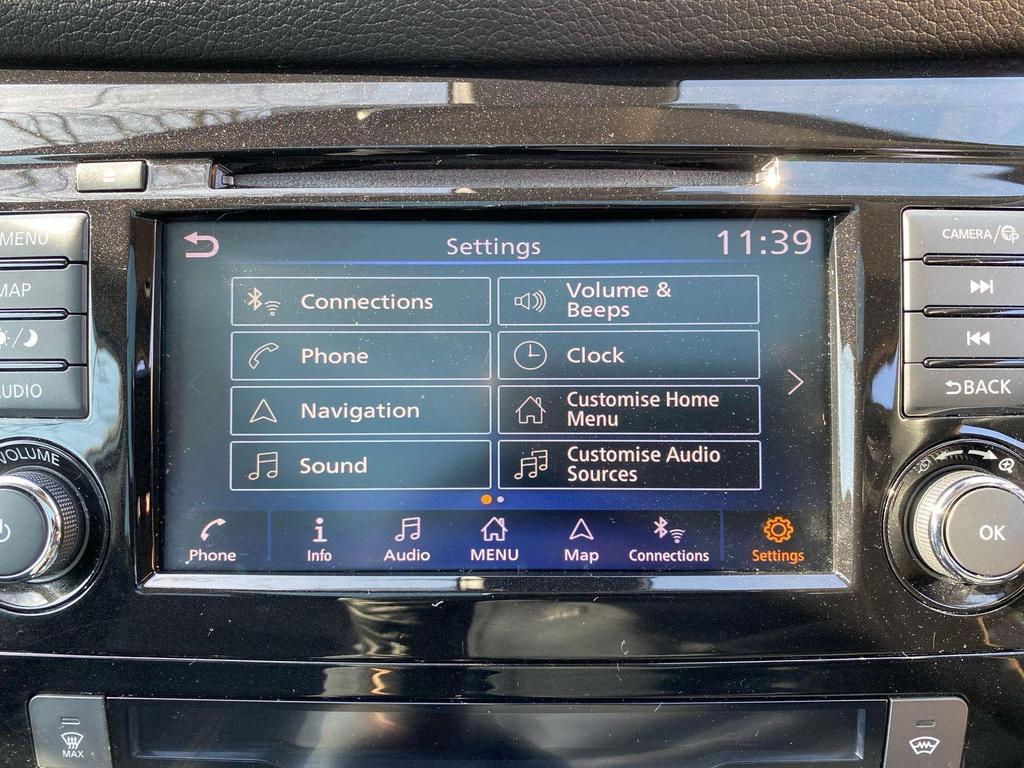 Settings
11:39
Connections
Volume &
Beeps
Phone
Clock
Navigation
Customise Home
Menu
Sound
Customise Audio
Sources
Phone
Info
Audio
MENU
Map
Connections
Settings
MENU
MAP
AUDIO
VOLUME
CAMERA/
BACK
OK
MAX